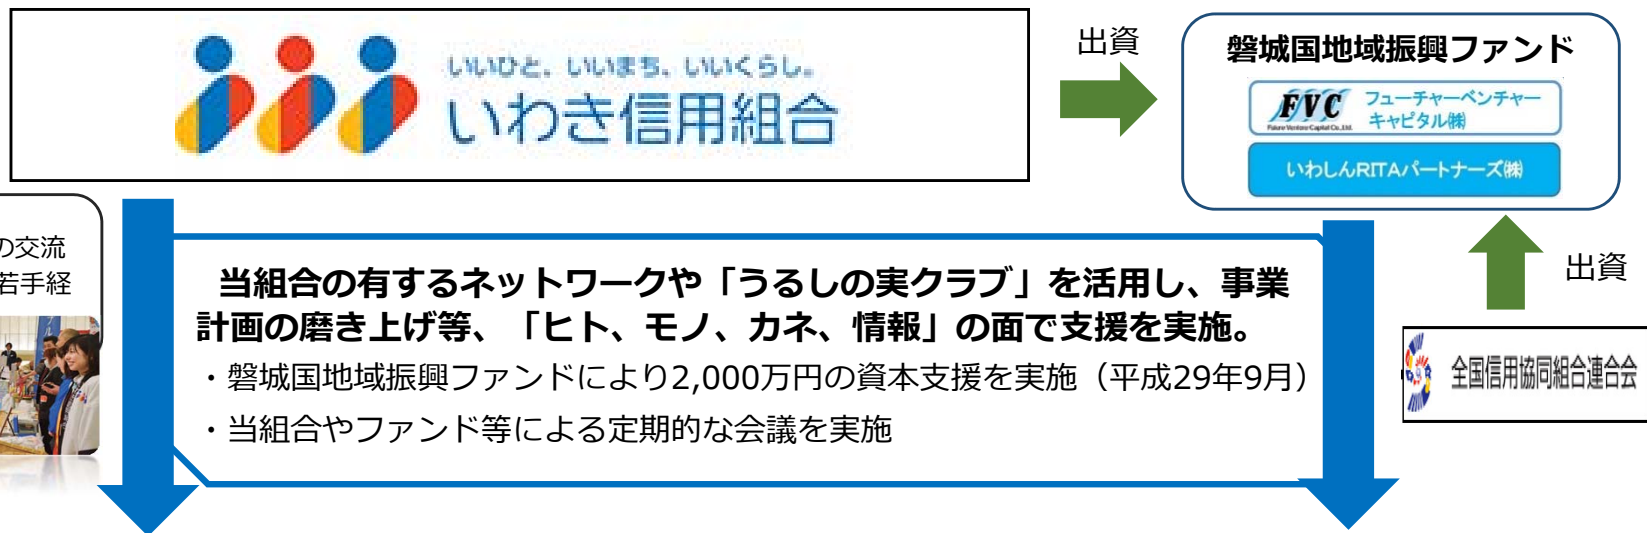 いいひと、いいまち、いいくらし。
いわき信用組合
出資
磐城国地域振興ファンド
FVC
Future Venture Capital Co.,Ltd.
フューチャーベンチャー
キャピタル㈱
いわしんRITAパートナーズ㈱
の交流
若手経
当組合の有するネットワークや「うるしの実クラブ」を活用し、事業
計画の磨き上げ等、「ヒト、モノ、カネ、情報」の面で支援を実施。
・磐城国地域振興ファンドにより2,000万円の資本支援を実施（平成29年9月）
・当組合やファンド等による定期的な会議を実施
出資
全国信用協同組合連合会